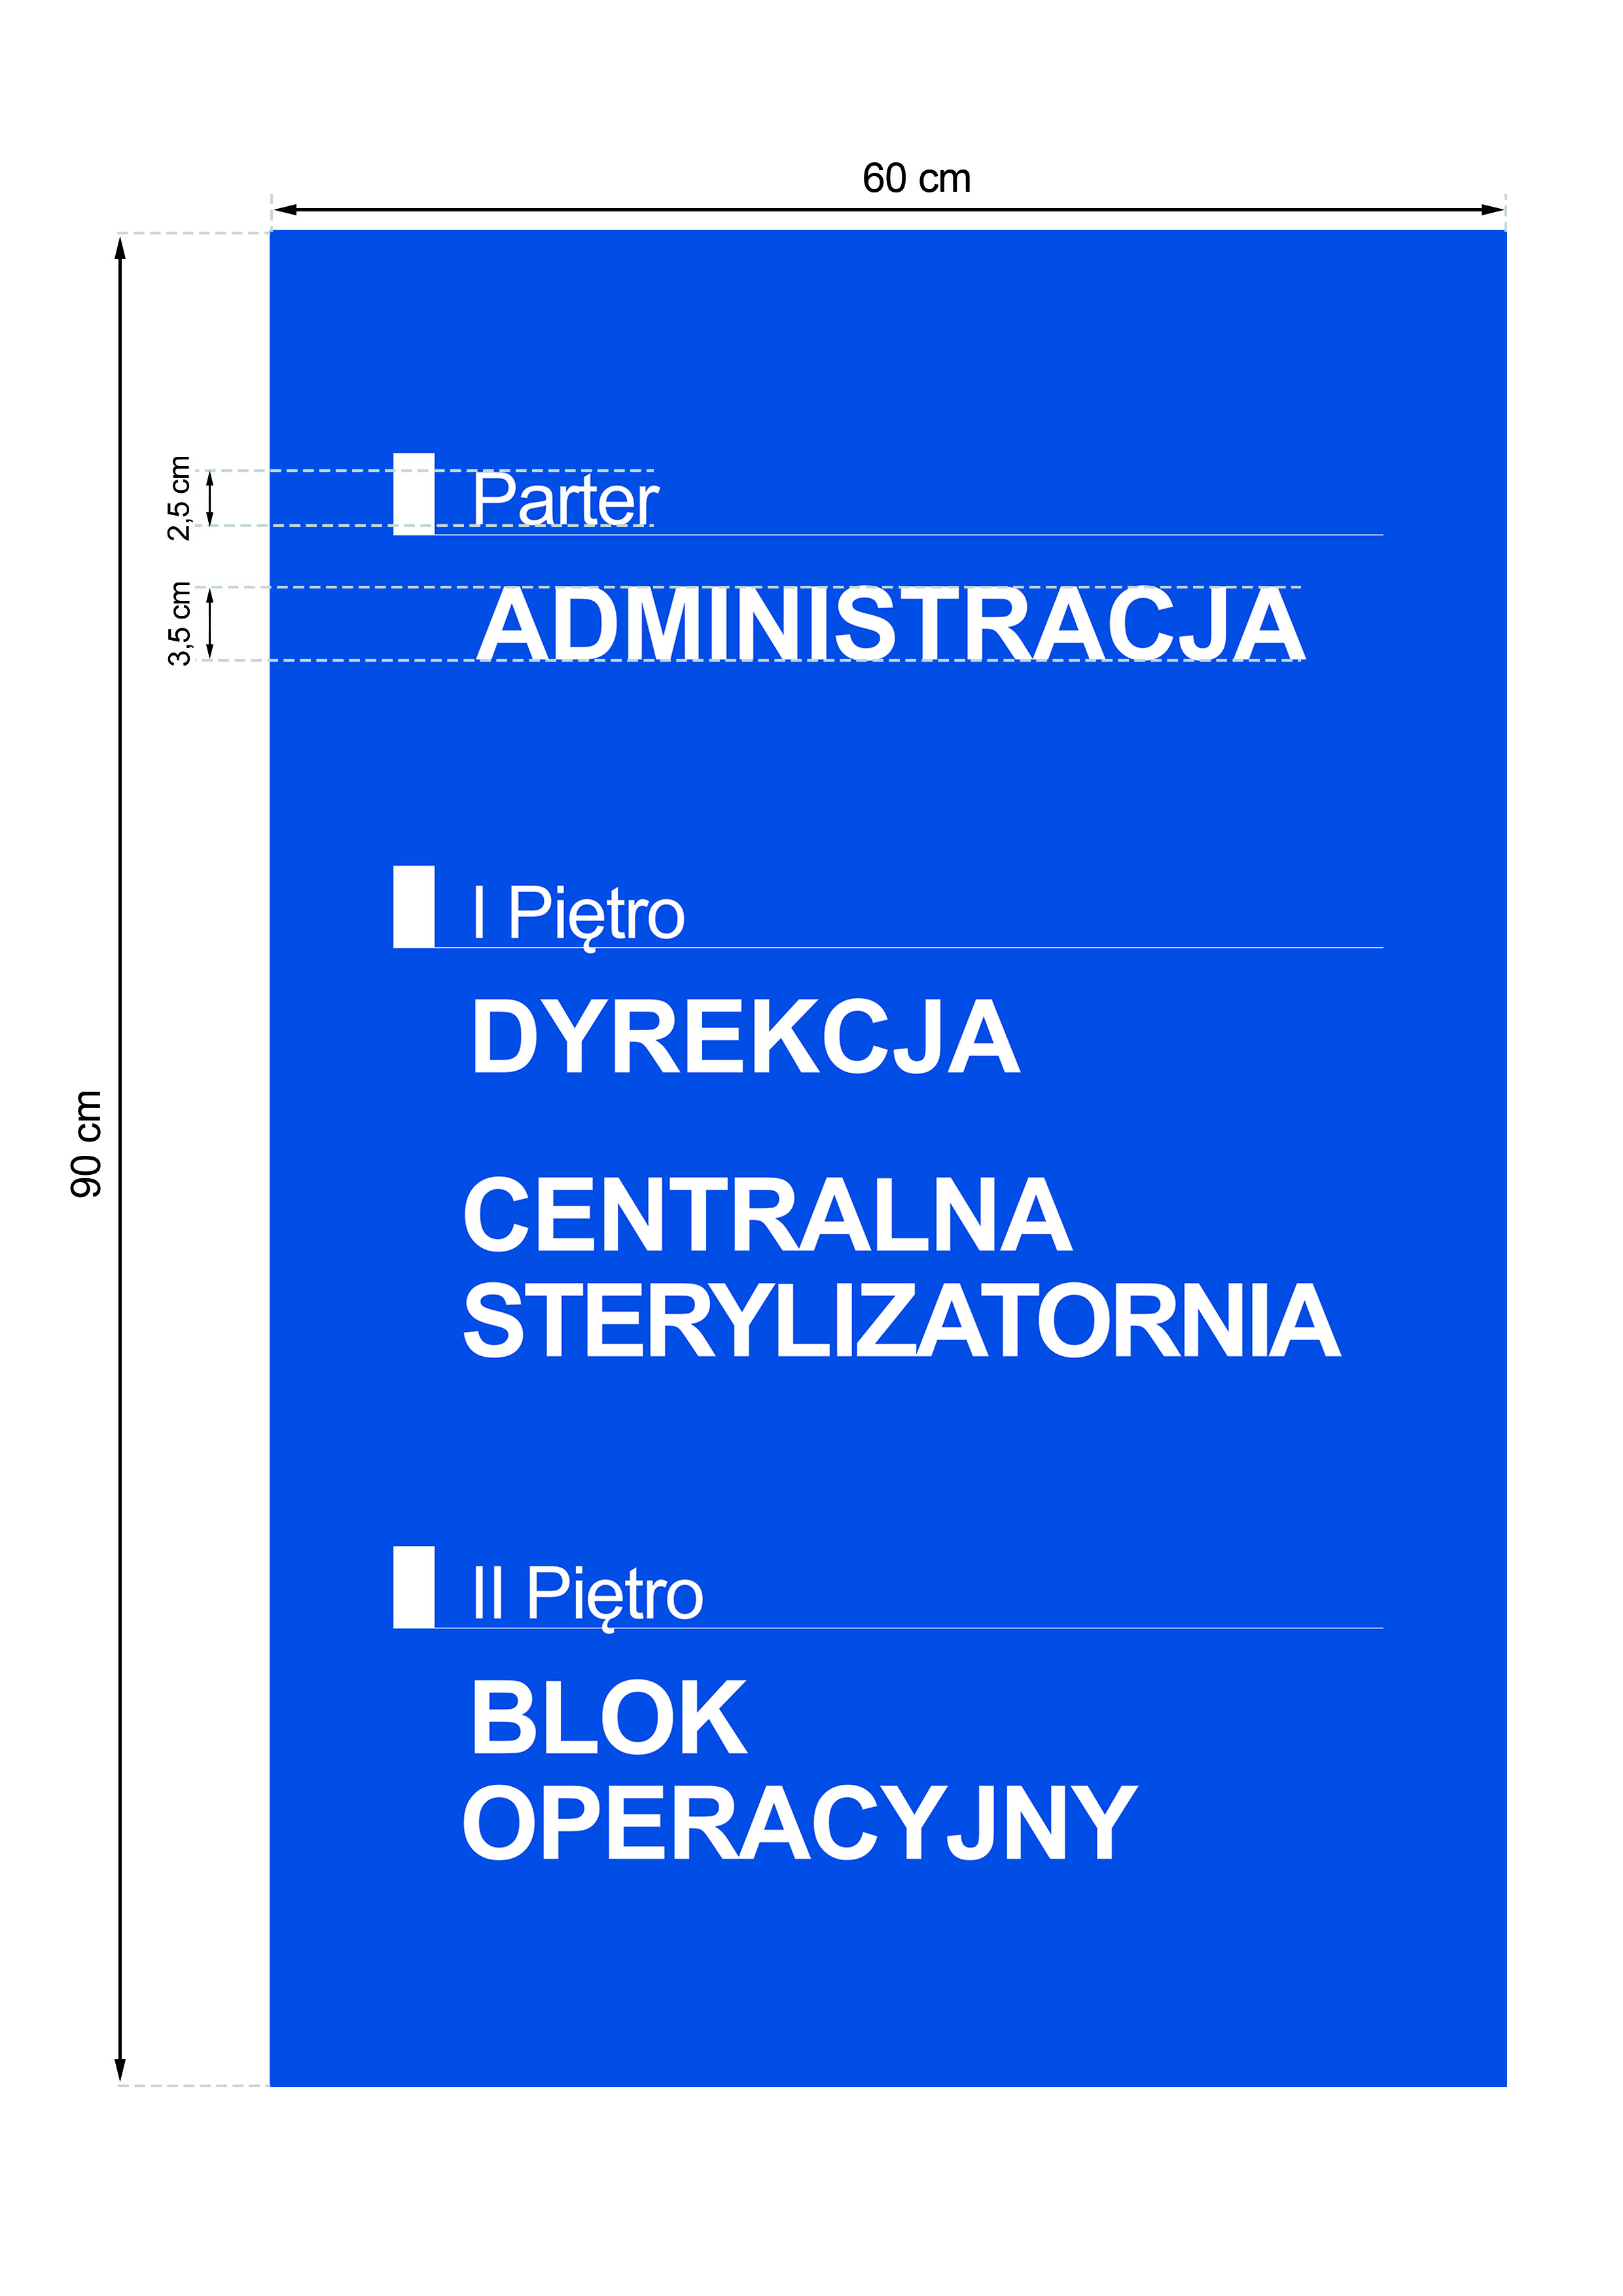 60 cm
2,5 cm
Parter
3,5 cm
ADMINISTRACJA
I Piętro
DYREKCJA
90 cm
CENTRALNA
STERYLIZATORNIA
II Piętro
BLOK
OPERACYJNY